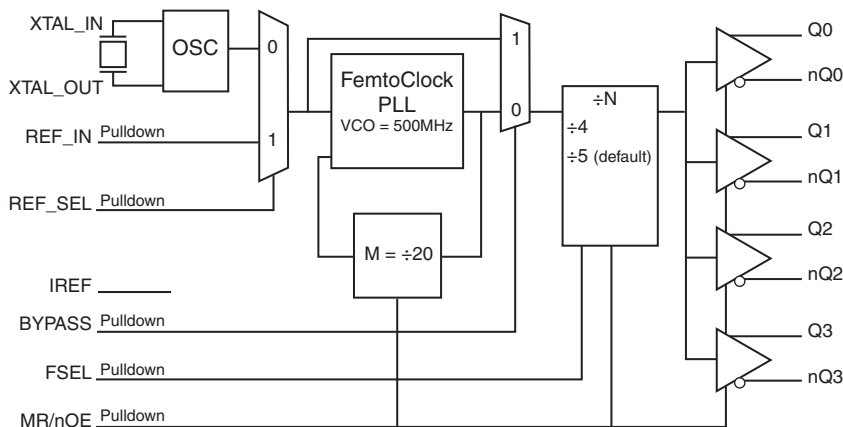 XTAL_IN
OSC
XTAL_OUT
0
1
REF_IN Pulldown
REF_SEL Pulldown
FemtoClock
PLL
VCO = 500MHz
M = ÷20
1
0
÷N
÷4
÷5 (default)
IREF
BYPASS Pulldown
FSEL Pulldown
MR/nOE Pulldown
Q0
nQ0
Q1
nQ1
Q2
nQ2
Q3
nQ3